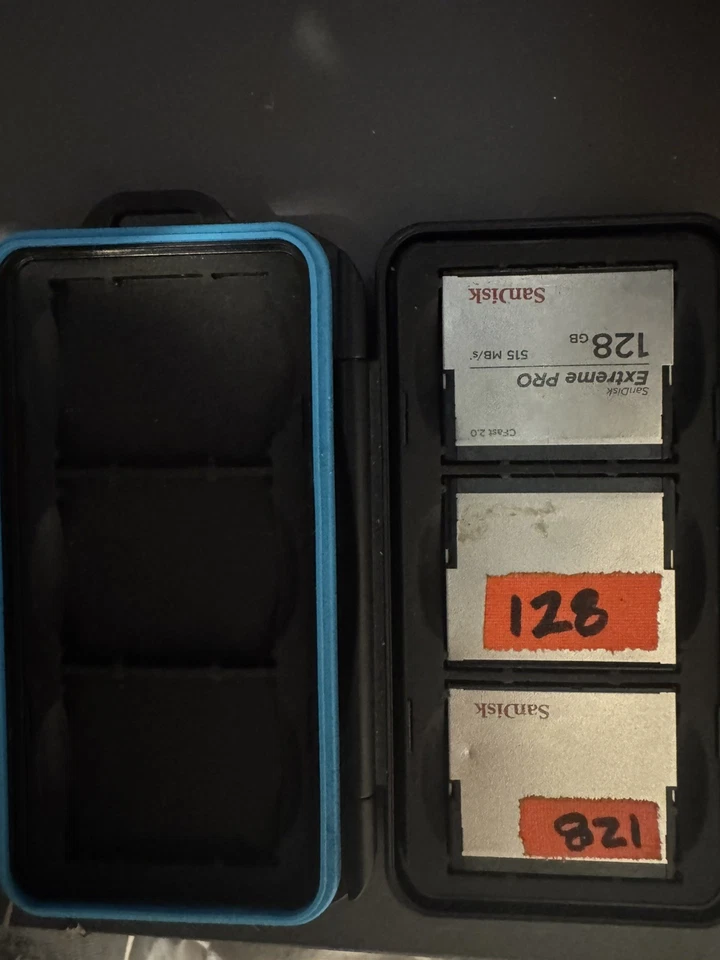 SanDisk
128 GB
515 MB/s*
Extreme PRO
SanDisk
CFast 2.0
128
SanDisk
128